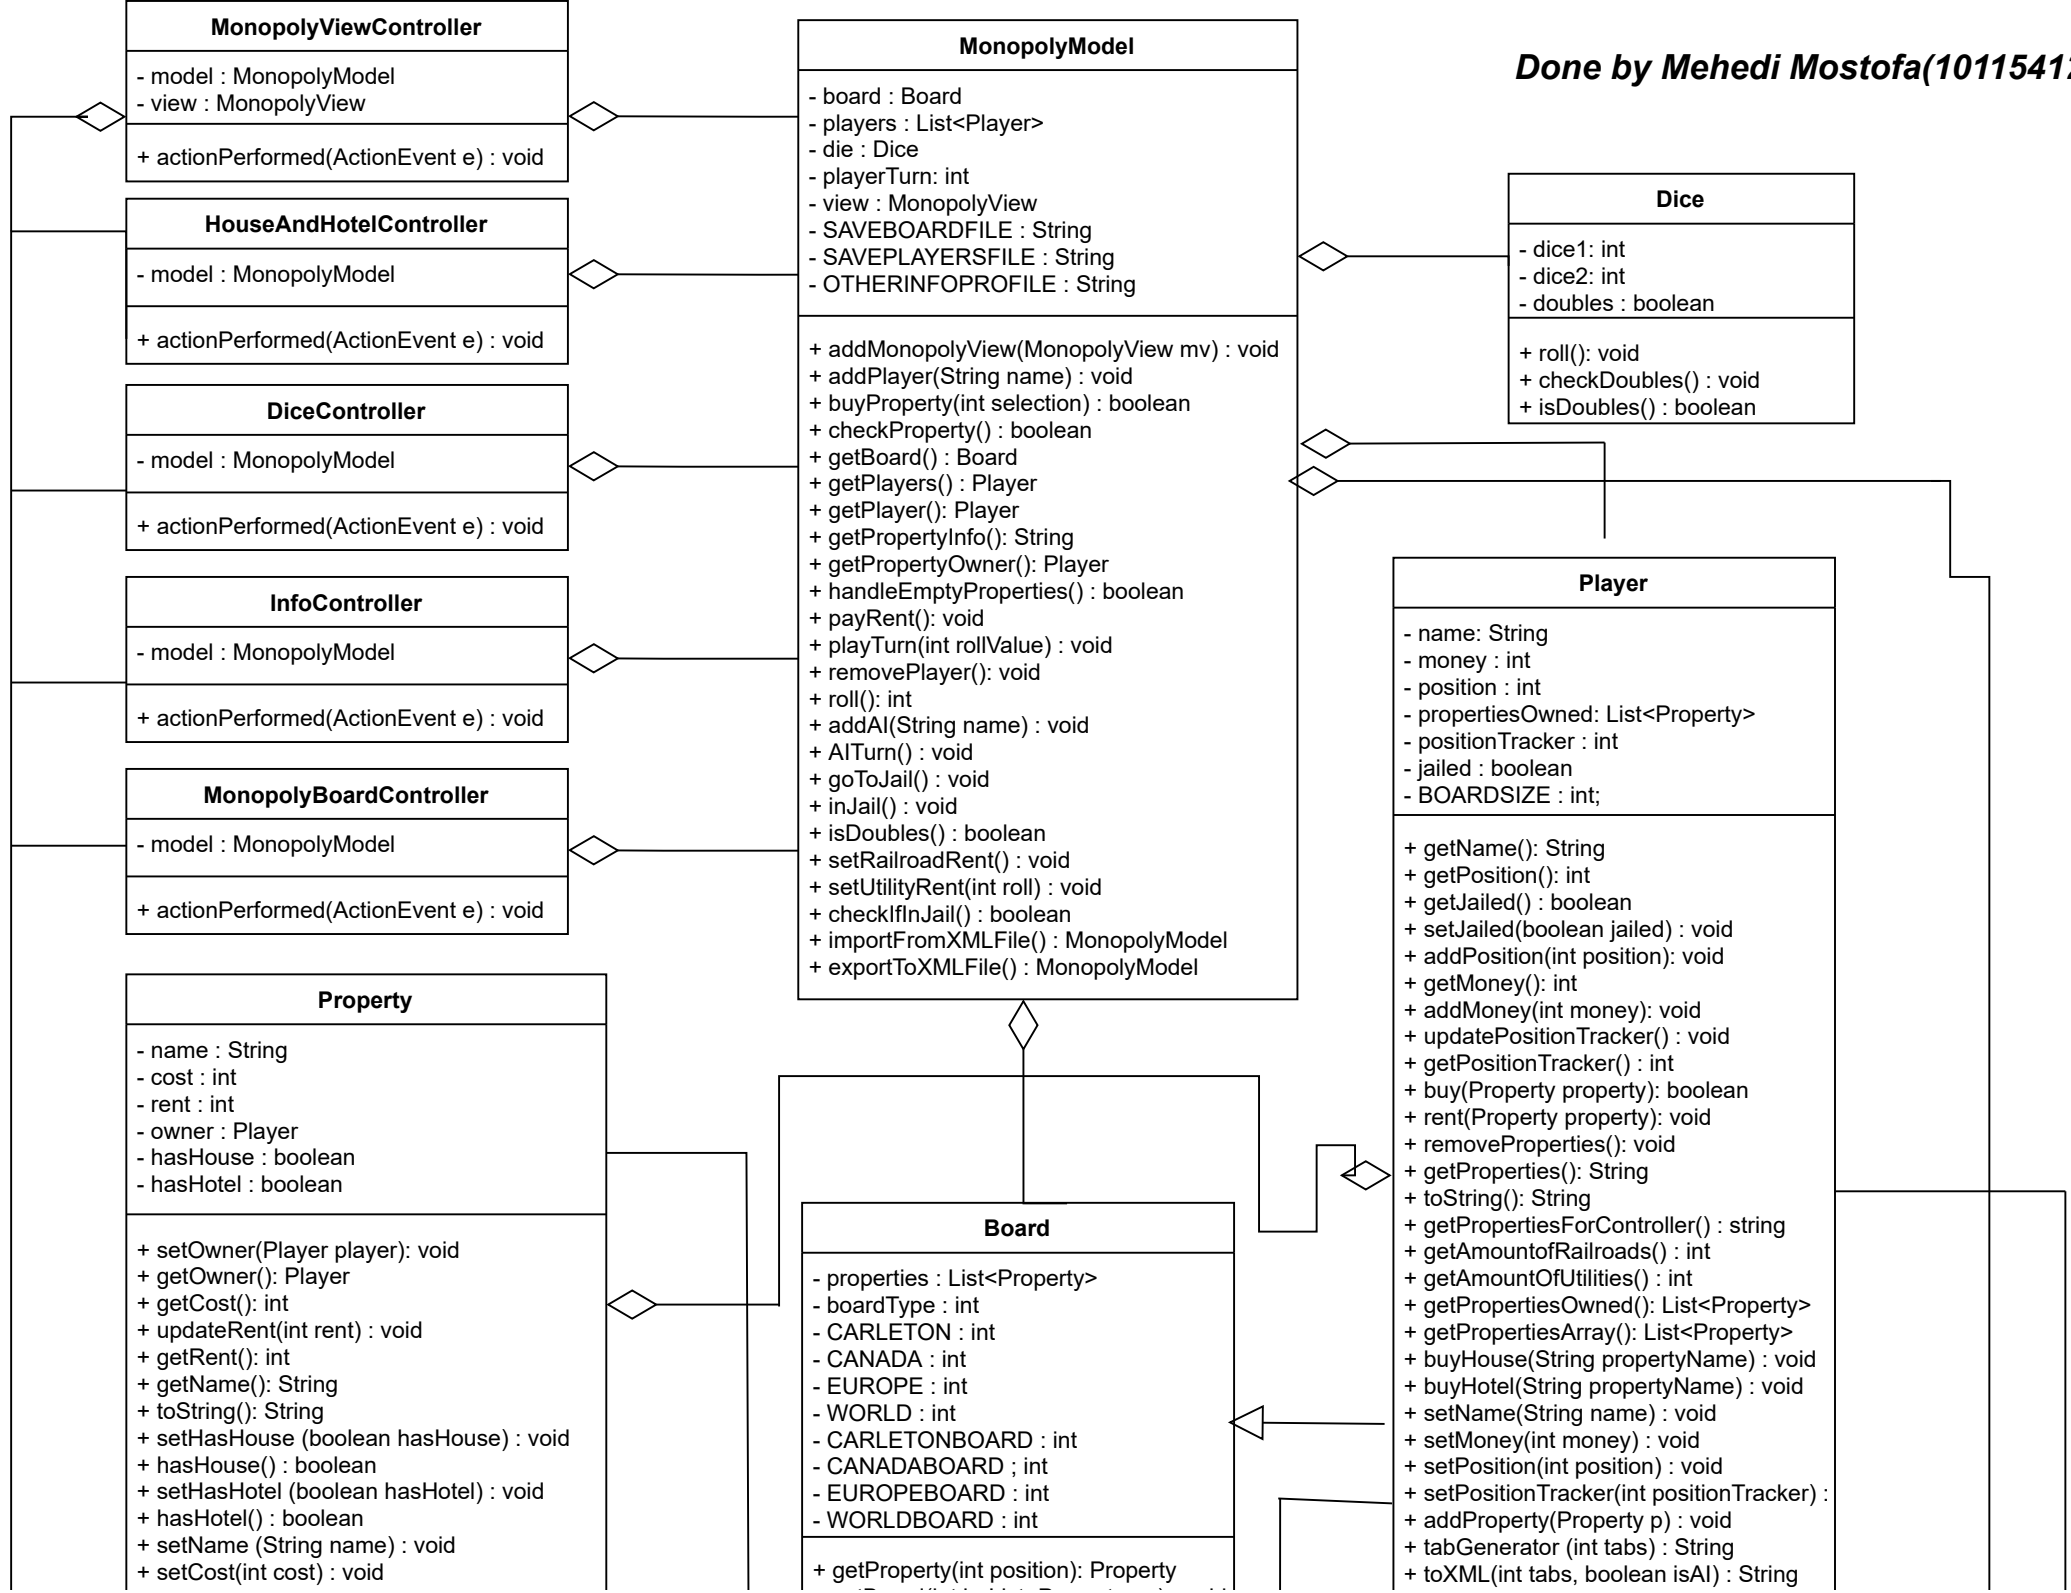 MonopolyViewController
- model : MonopolyModel
- view : MonopolyView
+ actionPerformed(ActionEvent e) : void
HouseAndHotelController
- model : MonopolyModel
+ actionPerformed(ActionEvent e) : void
DiceController
- model : MonopolyModel
+ actionPerformed(ActionEvent e) : void
InfoController
- model : MonopolyModel
+ actionPerformed(ActionEvent e) : void
MonopolyBoardController
- model : MonopolyModel
+ actionPerformed(ActionEvent e) : void
Property
- name : String
- cost : int
- rent : int
- owner : Player
- hasHouse : boolean
- hasHotel : boolean
+ setOwner(Player player): void
+ getOwner(): Player
+ getCost(): int
+ updateRent(int rent) : void
+ getRent(): int
+ getName(): String
+ toString(): String
+ setHasHouse (boolean hasHouse) : void
+ hasHouse() : boolean
+ setHasHotel (boolean hasHotel) : void
+ hasHotel() : boolean
+ setName (String name) : void
+ setCost(int cost) : void
MonopolyModel
- board : Board
- players : List<Player>
- die : Dice
- playerTurn: int
- view : MonopolyView
- SAVEBOARDFILE : String
- SAVEPLAYERSFILE : String
- OTHERINFOPROFILE : String
+ addMonopolyView(MonopolyView mv) : void
+ addPlayer(String name) : void
+ buyProperty(int selection) : boolean
+ checkProperty() : boolean
+ getBoard() : Board
+ getPlayers() : Player
+ getPlayer(): Player
+ getPropertyInfo(): String
+ getPropertyOwner(): Player
+ handleEmptyProperties() : boolean
+ payRent(): void
+ playTurn(int rollValue) : void
+ removePlayer(): void
+ roll(): int
+ addAI(String name) : void
+ AITurn() : void
+ goToJail() : void
+ inJail() : void
+ isDoubles() : boolean
+ setRailroadRent() : void
+ setUtilityRent(int roll) : void
+ checkIfInJail() : boolean
+ importFromXMLFile() : MonopolyModel
+ exportToXMLFile() : MonopolyModel
Board
- properties : List<Property>
- boardType : int
- CARLETON : int
- CANADA : int
- EUROPE : int
- WORLD : int
- CARLETONBOARD : int
- CANADABOARD ; int
- EUROPEBOARD : int
- WORLDBOARD : int
+ getProperty(int position): Property
Done by Mehedi Mostofa(10115412
Dice
- dice1: int
- dice2: int
- doubles : boolean
+ roll(): void
+ checkDoubles() : void
+ isDoubles() : boolean
Player
- name: String
- money : int
- position : int
- propertiesOwned: List<Property>
- positionTracker : int
- jailed : boolean
- BOARDSIZE : int;
+ getName(): String
+ getPosition(): int
+ getJailed() : boolean
+ setJailed(boolean jailed) : void
+ addPosition(int position): void
+ getMoney(): int
+ addMoney(int money): void
+ updatePositionTracker() : void
+ getPositionTracker() : int
+ buy(Property property): boolean
+ rent(Property property): void
+ removeProperties(): void
+ getProperties(): String
+ toString(): String
+ getPropertiesForController() : string
+ getAmountofRailroads() : int
+ getAmountOfUtilities() : int
+ getPropertiesOwned(): List<Property>
+ getPropertiesArray(): List<Property>
+ buyHouse(String propertyName) : void
+ buyHotel(String propertyName) : void
+ setName(String name) : void
+ setMoney(int money) : void
+ setPosition(int position) : void
+ setPositionTracker(int positionTracker) :
+ addProperty(Property p) : void
+ tabGenerator (int tabs) : String
+ toXML(int tabs, boolean isAI) : String